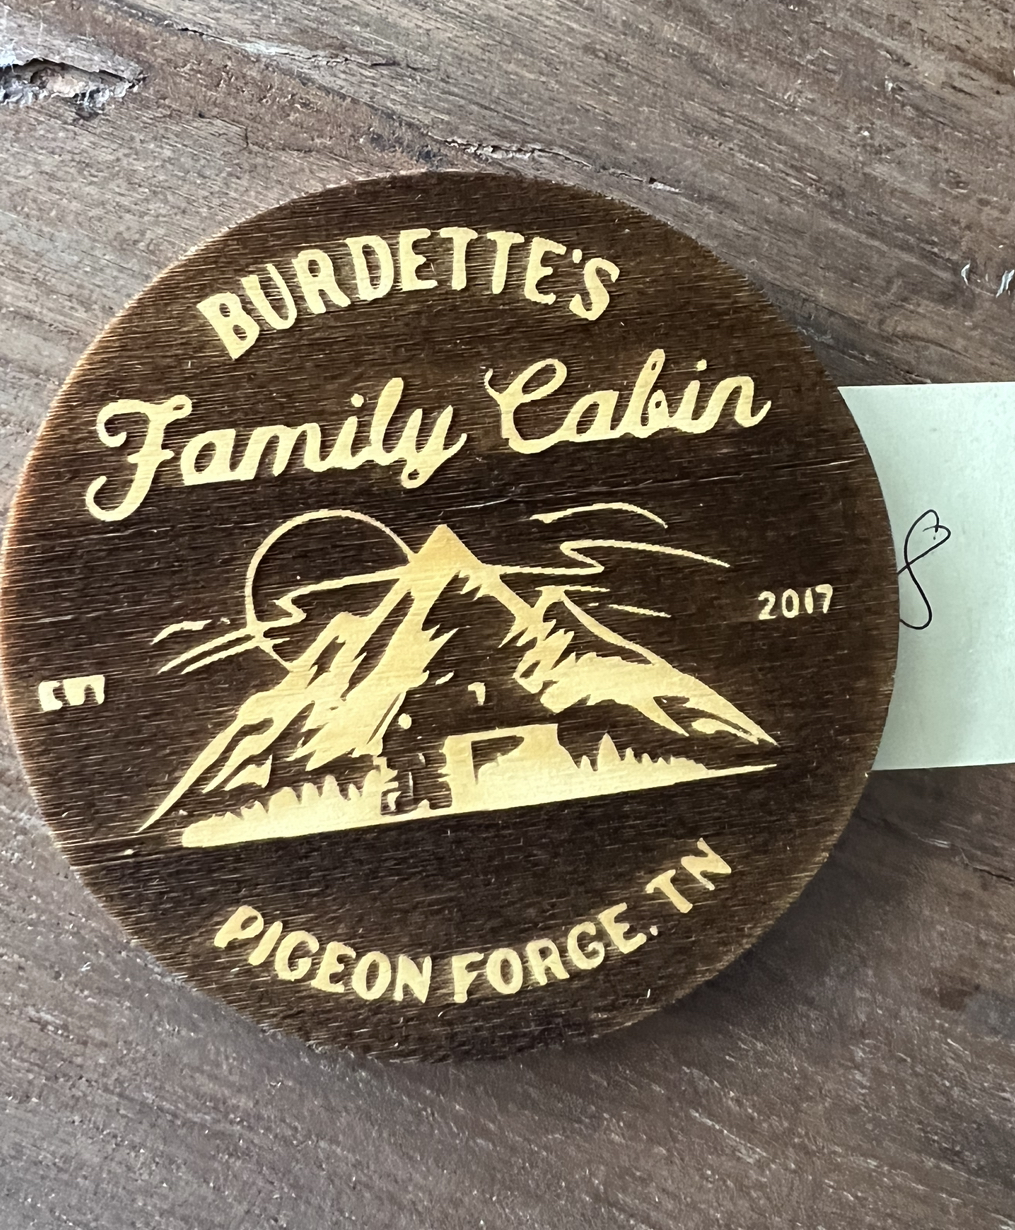 BURDETTE'S
Family Cabin
2017
PIGEON FORGE, TN